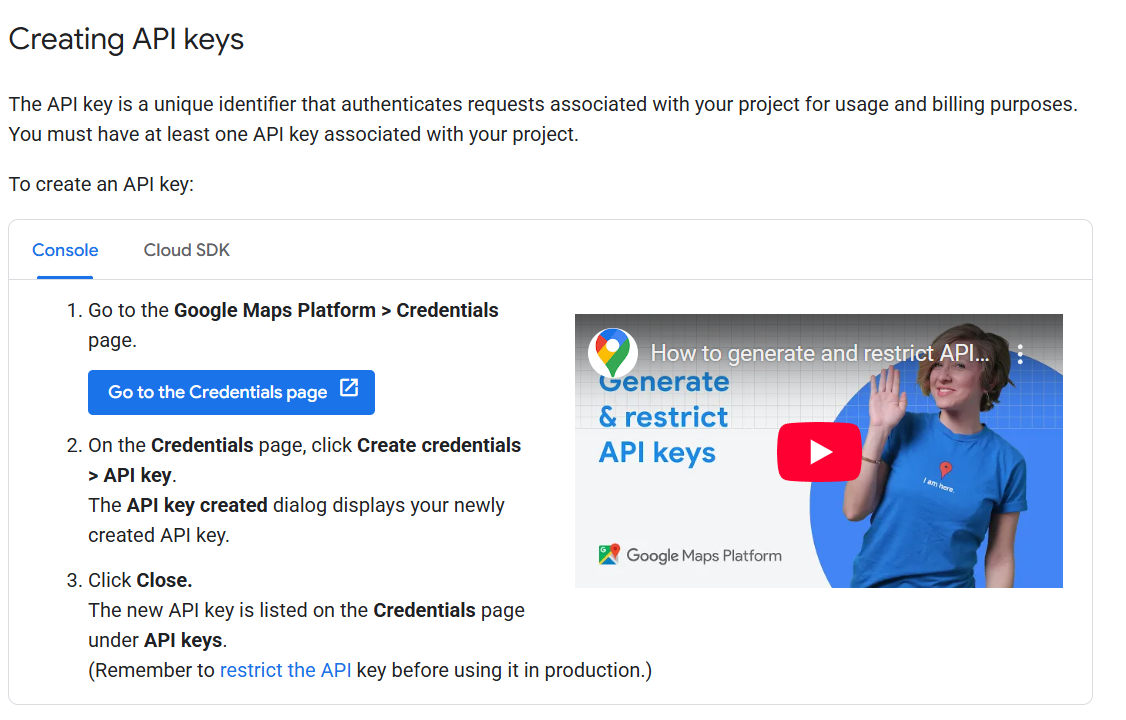 Creating API keys
The API key is a unique identifier that authenticates requests associated with your project for usage and billing purposes.
You must have at least one API key associated with your project.
To create an API key:
Console
Cloud SDK
1. Go to the Google Maps Platform > Credentials
page.
Go to the Credentials page
2. On the Credentials page, click Create credentials
> API key.
The API key created dialog displays your newly
created API key.
3. Click Close.
The new API key is listed on the Credentials page
under API keys.
(Remember to restrict the API key before using it in production.)
How to generate and restrict API...
Generate
& restrict
API keys
I am here.
G
Google Maps Platform